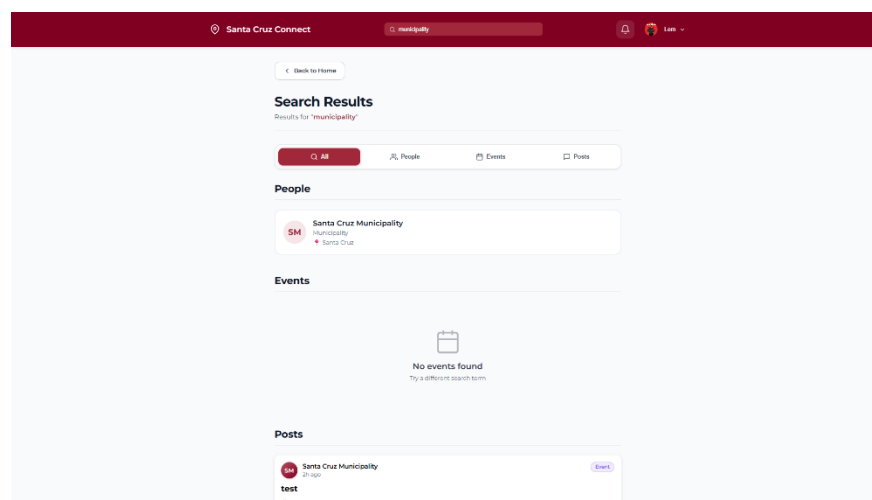 Santa Cruz Connect
municipality
Lam
Back to Home
Search Results
Results for "municipality"
All
People
Events
Posts
People
SM
Santa Cruz Municipality
Municipality
Santa Cruz
Events
No events found
Try a different search term
Posts
SM
Santa Cruz Municipality
2h ago
Event
test